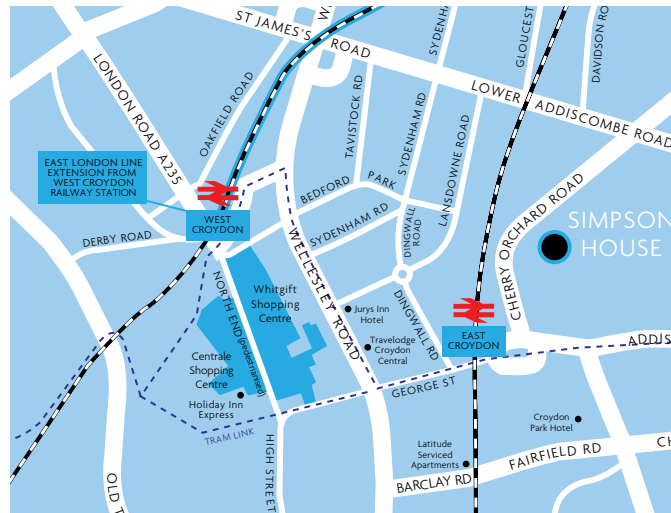 ST JAMES'S
ROAD
W
SYDENH
GLOUCEST
DAVIDSON RO
LOWER ADDISCOMBE ROAD
LONDON ROAD A235
OAKFIELD ROAD
TAVISTOCK RD
SYDENHAM RD
LANSDOWNE ROAD
EAST LONDON LINE
EXTENSION FROM
WEST CROYDON
RAILWAY STATION
WEST
CROYDON
BEDFORD
PARK
SYDENHAM RD
DINGWALL
ROAD
CHERRY ORCHARD ROAD
SIMPSON
HOUSE
DERBY ROAD
WELLESLEY ROAD
NORTH END (pedestrianised)
Whitgift
Shopping
Centre
Jurys Inn
Hotel
DINGWALL RD
Travelodge
Croydon
Central
EAST
CROYDON
ADDIS
Centrale
Shopping
Centre
GEORGE ST
Holiday Inn
Express
TRAM LINK
HIGH STREET
Croydon
Park Hotel
Latitude
Serviced
Apartments
FAIRFIELD RD
CH
BARCLAY RD
OLD T